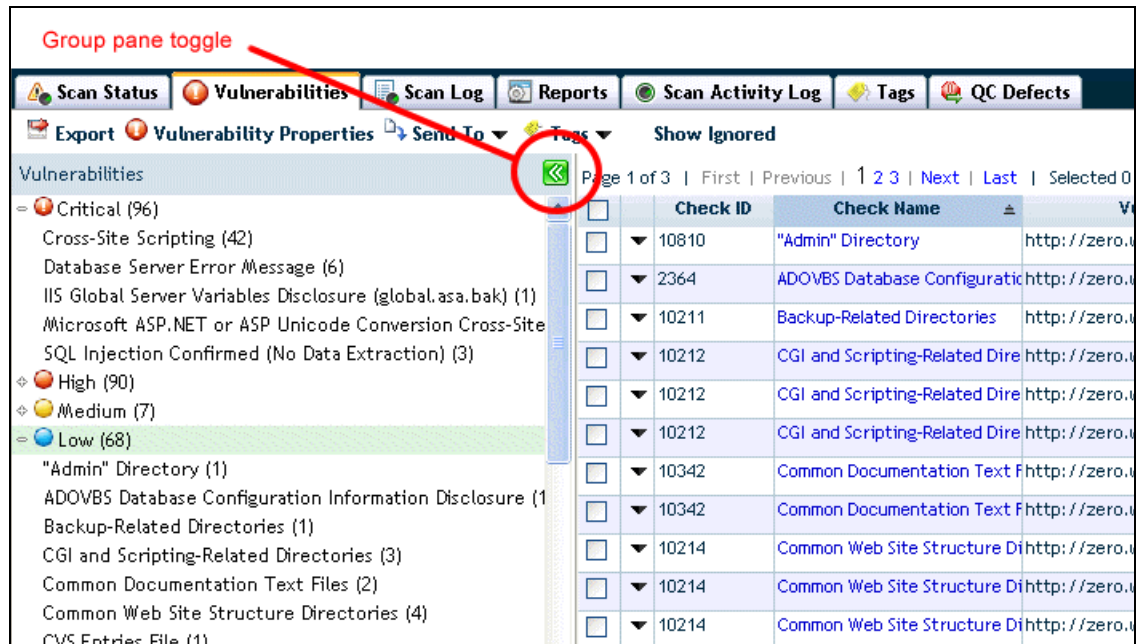 Group pane toggle
Scan Status Vulnerabilities Scan Log Reports Scan Activity Log Tags QC Defects
Export Vulnerability Properties Send To Tags Show Ignored
Vulnerabilities
Critical (96)
Cross-Site Scripting (42)
Database Server Error Message (6)
IIS Global Server Variables Disclosure (global.asa.bak) (1)
Microsoft ASP.NET or ASP Unicode Conversion Cross-Site
SQL Injection Confirmed (No Data Extraction) (3)
High (90)
Medium (7)
Low (68)
"Admin" Directory (1)
ADOVBS Database Configuration Information Disclosure (1
Backup-Related Directories (1)
CGI and Scripting-Related Directories (3)
Common Documentation Text Files (2)
Common Web Site Structure Directories (4)
CVS Entries File (1)
Page 1 of 3 | First | Previous | 1 2 3 | Next | Last | Selected 0
Check ID Check Name
10810 "Admin" Directory http://zero.
2364 ADOVBS Database Configuratio http://zero.
10211 Backup-Related Directories http://zero.
10212 CGI and Scripting-Related Dire http://zero.
10212 CGI and Scripting-Related Dire http://zero.
10212 CGI and Scripting-Related Dire http://zero.
10342 Common Documentation Text F http://zero.
10342 Common Documentation Text F http://zero.
10214 Common Web Site Structure Di http://zero.
10214 Common Web Site Structure Di http://zero.
10214 Common Web Site Structure Di http://zero.